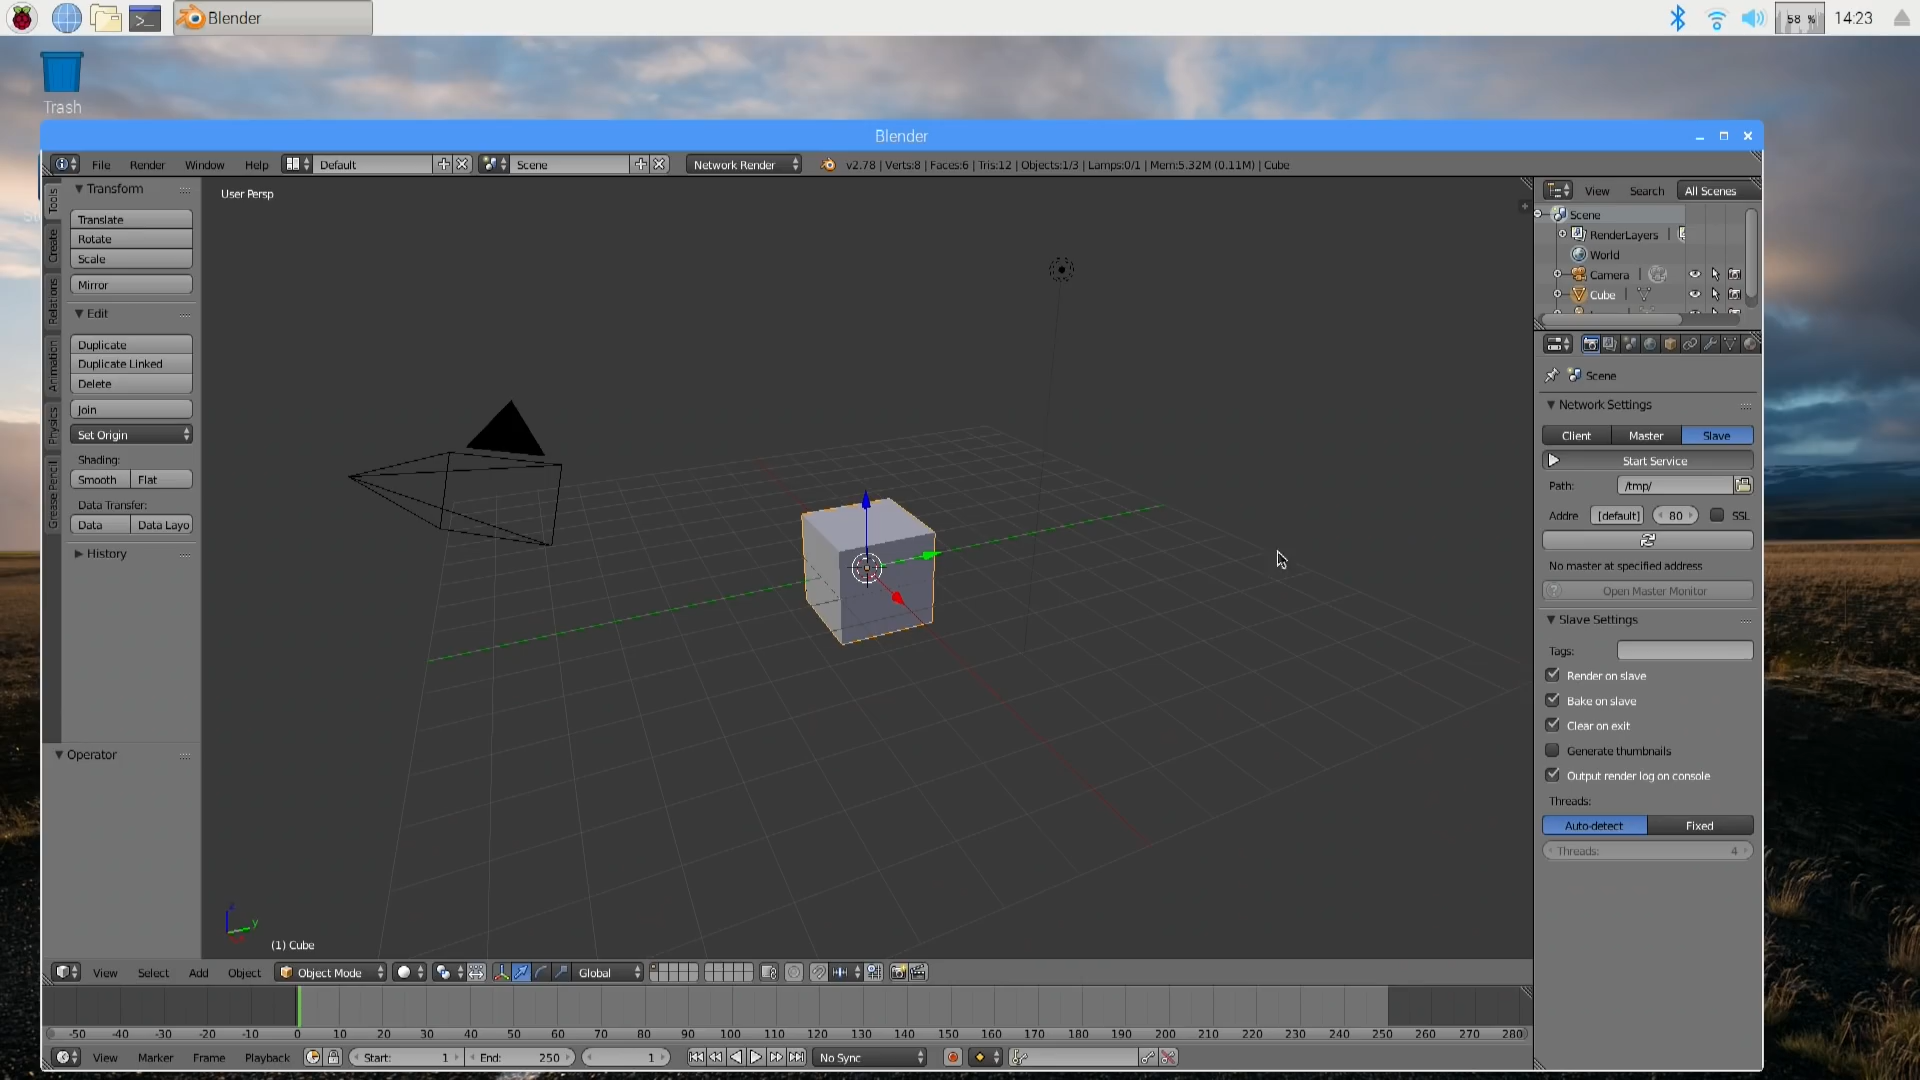 Blender
58 %
14:23
Trash
Blender
File Render Window Help Default Scene Network Render v2.78 | Verts:8 | Faces:6 | Tris:12 | Objects:1/3 | Lamps:0/1 | Mem:5.32M (0.11M) | Cube
Tools
Create
Relations
Animation
Physics
Grease Pencil
Transform
Translate
Rotate
Scale
Mirror
Edit
Duplicate
Duplicate Linked
Delete
Join
Set Origin
Shading:
Smooth Flat
Data Transfer:
Data Data Layo
History
Operator
User Persp
z
y
(1) Cube
View Search All Scenes
Scene
RenderLayers
World
Camera
Cube
Scene
Network Settings
Client Master Slave
Start Service
Path: /tmp/
Addre [default] 80 SSL
No master at specified address
Open Master Monitor
Slave Settings
Tags:
Render on slave
Bake on slave
Clear on exit
Generate thumbnails
Output render log on console
Threads:
Auto-detect Fixed
Threads: 4
View Select Add Object Object Mode Global
-50 -40 -30 -20 -10 0 10 20 30 40 50 60 70 80 90 100 110 120 130 140 150 160 170 180 190 200 210 220 230 240 250 260 270 280
View Marker Frame Playback Start: 1 End: 250 1 No Sync